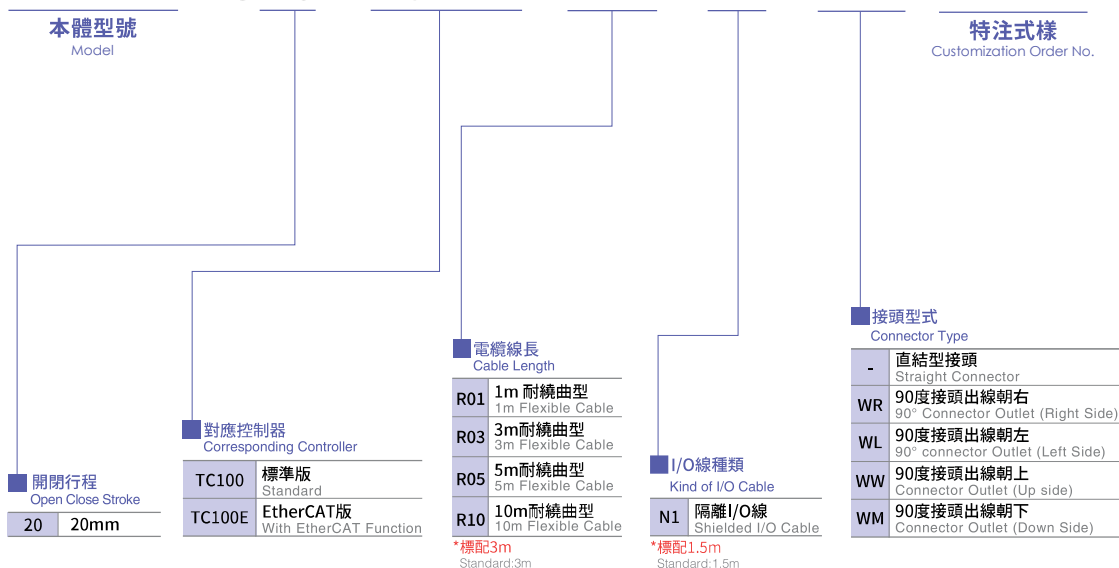 本體型號
Model
特注式樣
Customization Order No.
開閉行程
Open Close Stroke
20 20mm
對應控制器
Corresponding Controller
TC100 標準版
Standard
TC100E EtherCAT版
With EtherCAT Function
電纜線長
Cable Length
R01 1m 耐繞曲型
1m Flexible Cable
R03 3m耐繞曲型
3m Flexible Cable
R05 5m耐繞曲型
5m Flexible Cable
R10 10m耐繞曲型
10m Flexible Cable
*標配3m
Standard:3m
I/O線種類
Kind of I/O Cable
N1 隔離I/O線
Shielded I/O Cable
*標配1.5m
Standard:1.5m
接頭型式
Connector Type
- 直結型接頭
Straight Connector
WR 90度接頭出線朝右
90° Connector Outlet (Right Side)
WL 90度接頭出線朝左
90° connector Outlet (Left Side)
WW 90度接頭出線朝上
Connector Outlet (Up side)
WM 90度接頭出線朝下
Connector Outlet (Down Side)